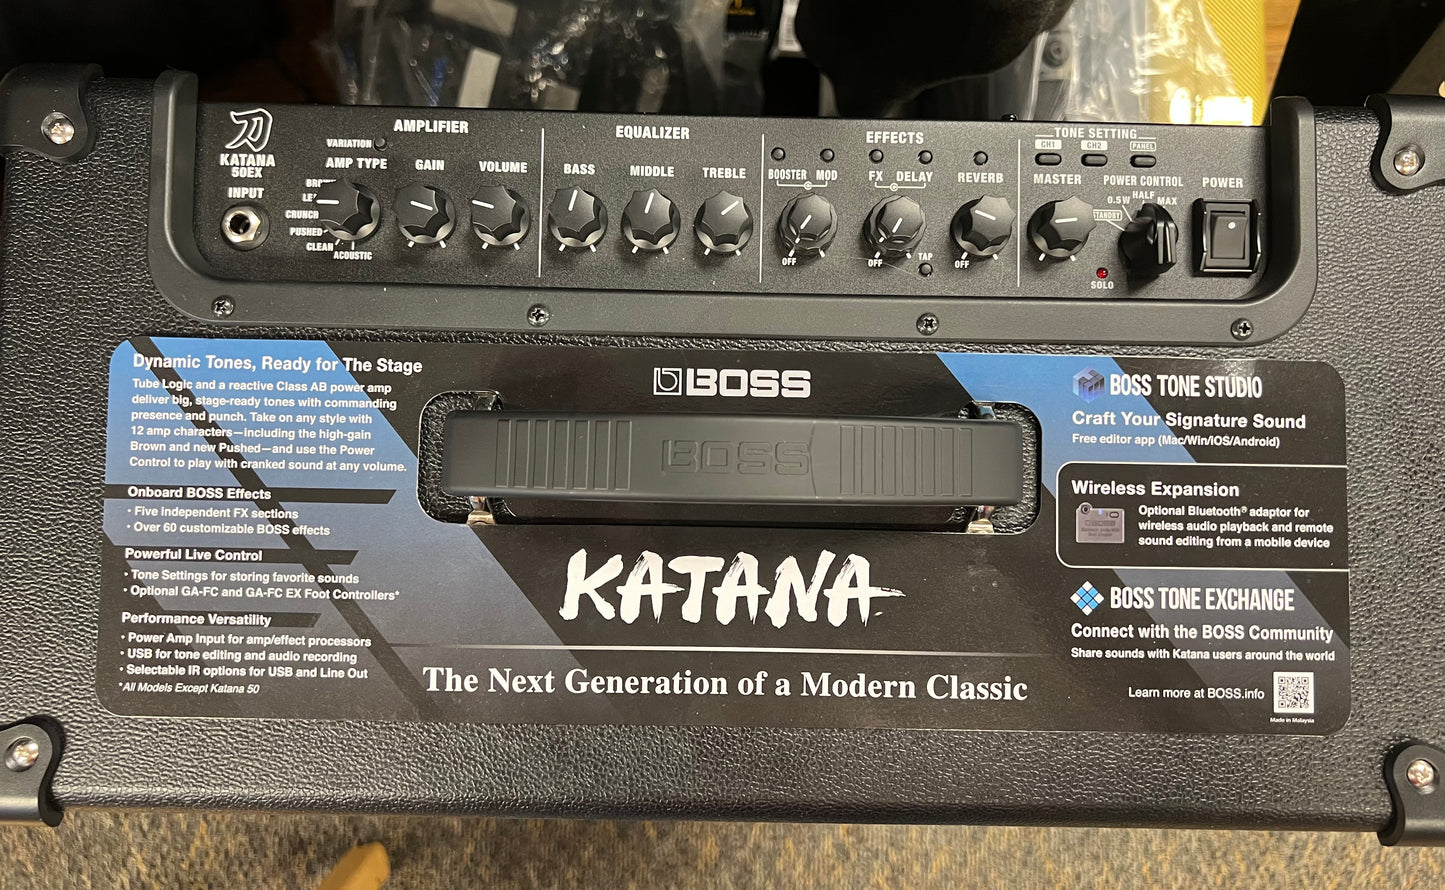 刀
KATANA
50EX
INPUT
AMPLIFIER
VARIATION
AMP TYPE
GAIN
VOLUME
CRUNCH
PUSHED
CLEAN
ACOUSTIC
EQUALIZER
BASS
MIDDLE
TREBLE
EFFECTS
BOOSTER
MOD
FX
DELAY
REVERB
OFF
OFF
TAP
OFF
TONE SETTING
CH1
CH2
PANEL
MASTER
POWER CONTROL
HALF
0.5W
MAX
STANDBY
SOLO
POWER
Dynamic Tones, Ready for The Stage
Tube Logic and a reactive Class AB power amp
deliver big, stage-ready tones with commanding
presence and punch. Take on any style with
12 amp characters—including the high-gain
Brown and new Pushed—and use the Power
Control to play with cranked sound at any volume.
Onboard BOSS Effects
• Five independent FX sections
• Over 60 customizable BOSS effects
Powerful Live Control
• Tone Settings for storing favorite sounds
• Optional GA-FC and GA-FC EX Foot Controllers*
Performance Versatility
• Power Amp Input for amp/effect processors
• USB for tone editing and audio recording
• Selectable IR options for USB and Line Out
*All Models Except Katana 50
BOSS
BOSS
KATANA
The Next Generation of a Modern Classic
BOSS TONE STUDIO
Craft Your Signature Sound
Free editor app (Mac/Win/iOS/Android)
Wireless Expansion
Optional Bluetooth® adaptor for
wireless audio playback and remote
sound editing from a mobile device
BOSS
BOSS TONE EXCHANGE
Connect with the BOSS Community
Share sounds with Katana users around the world
Learn more at BOSS.info
Made in Malaysia